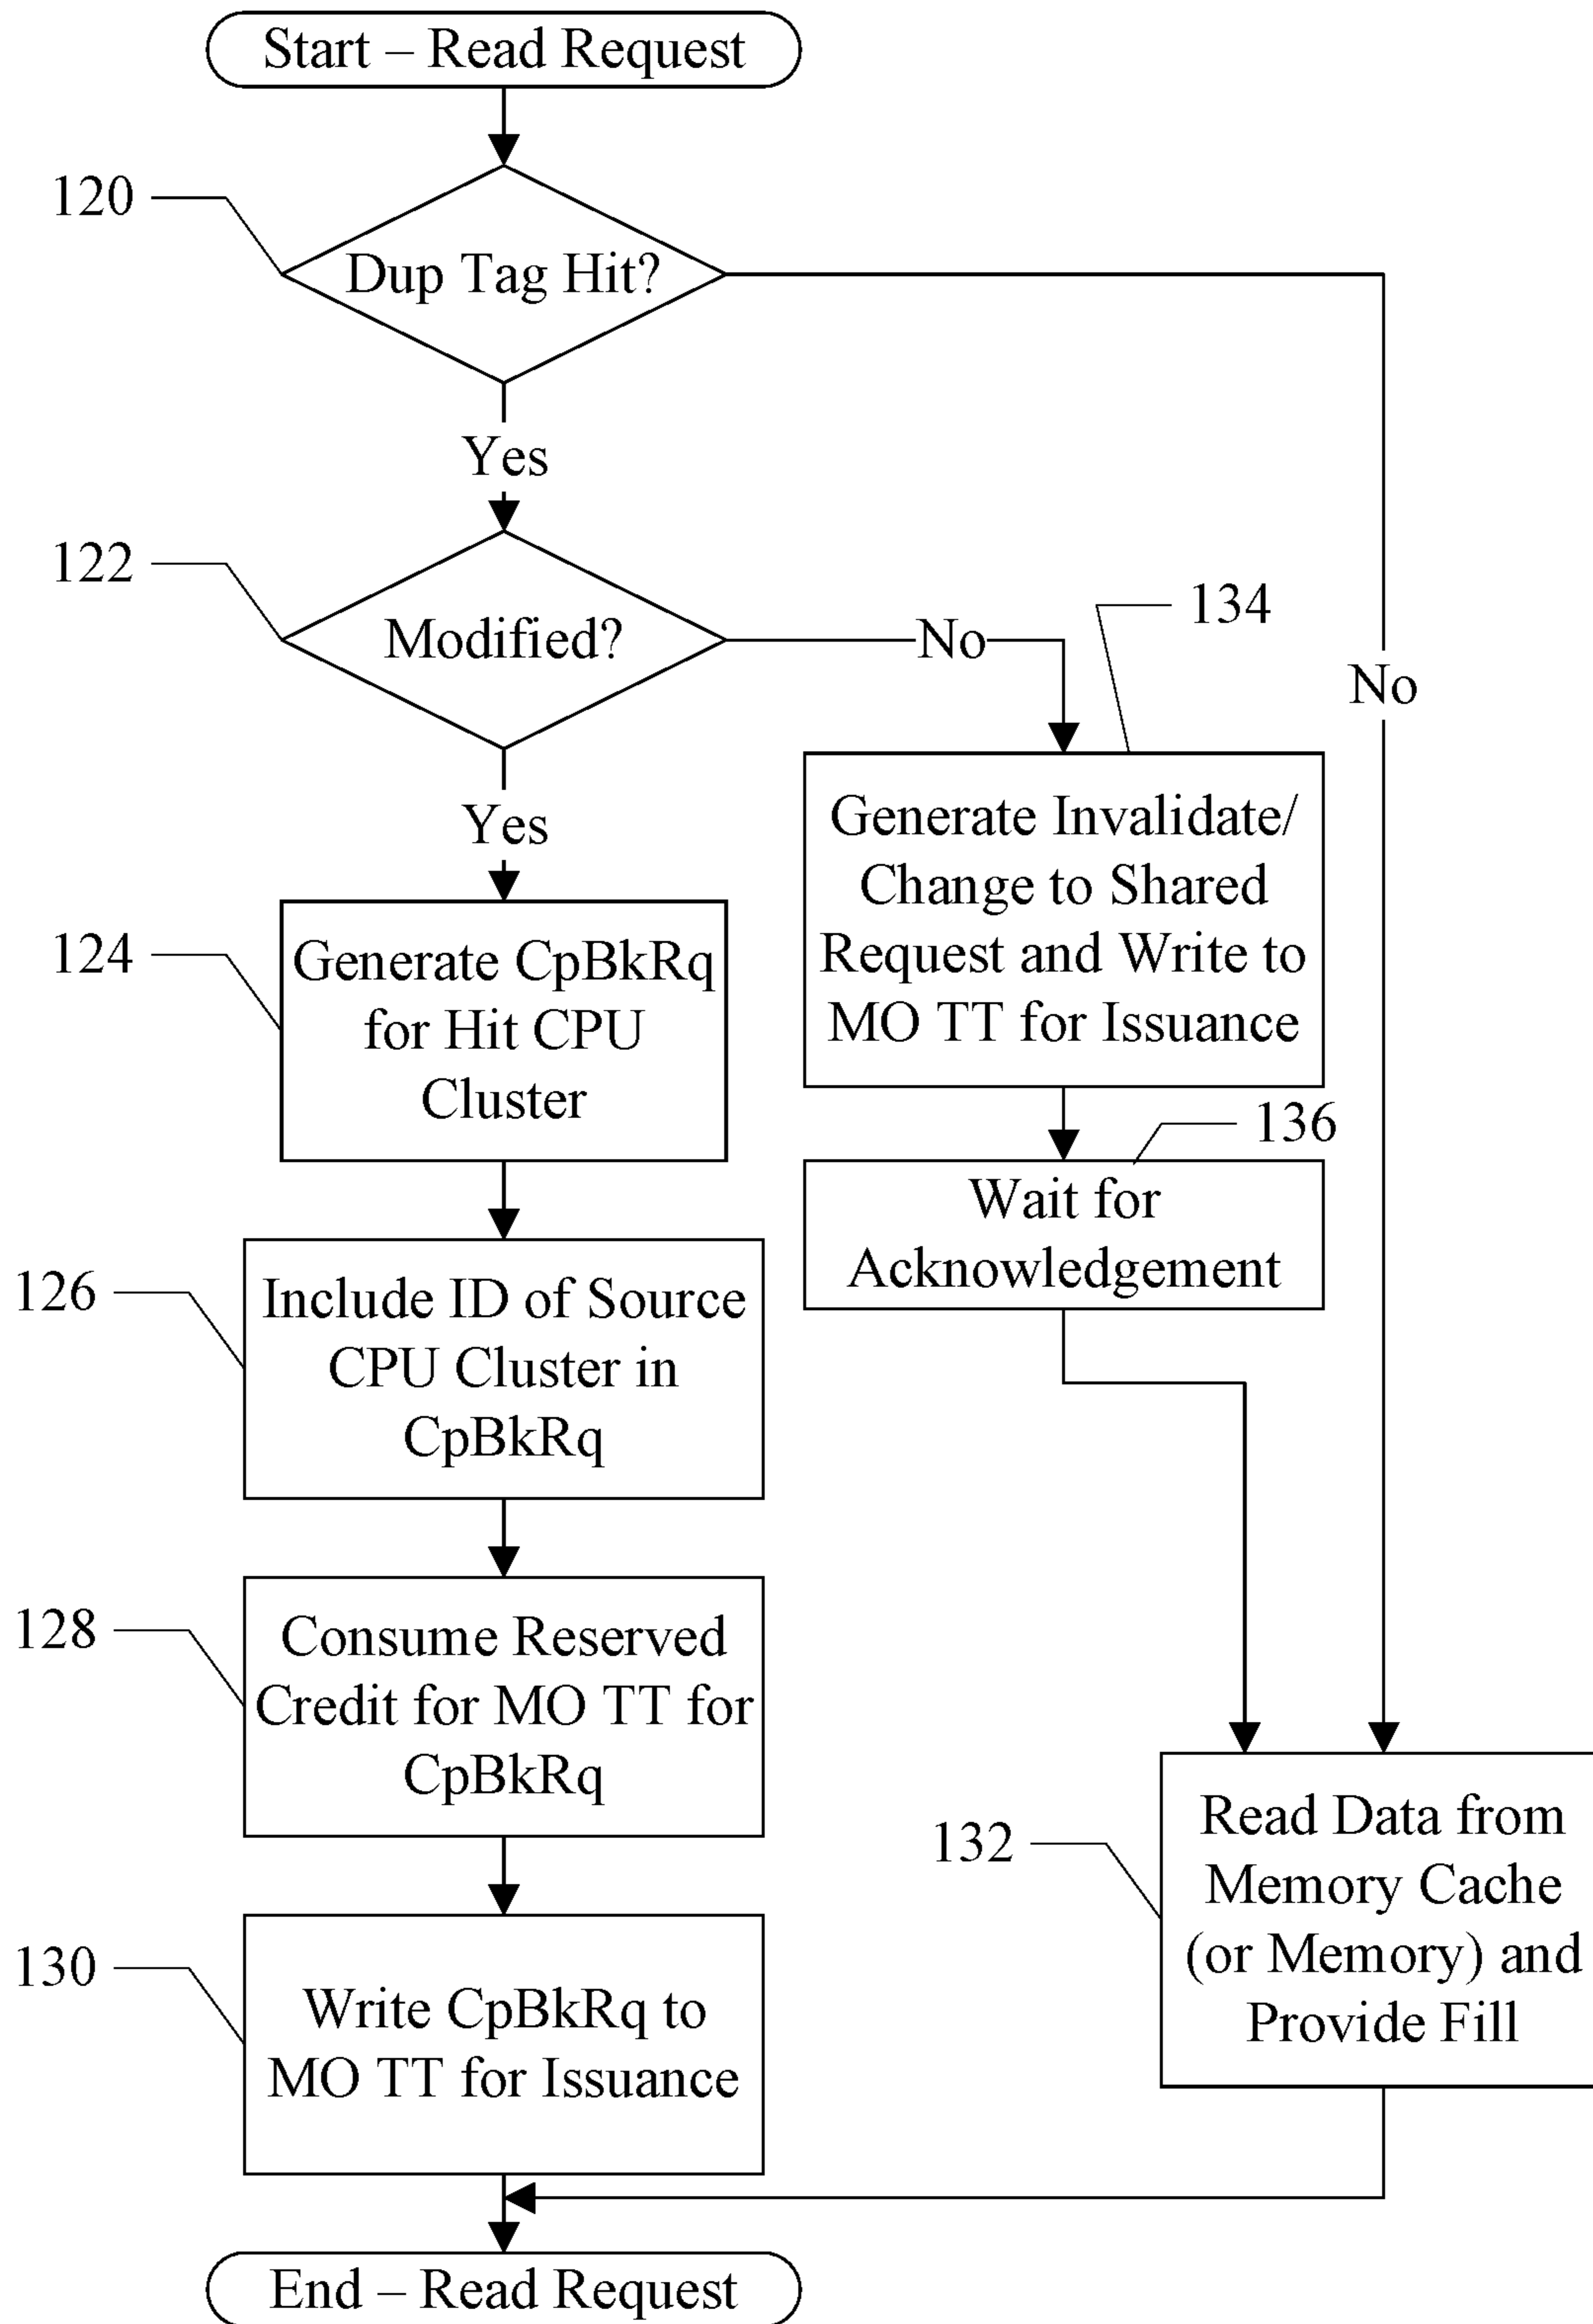 Start – Read Request
120
Dup Tag Hit?
Yes
No
122
Modified?
No
134
Yes
Generate Invalidate/
Change to Shared
Request and Write to
MO TT for Issuance
124
Generate CpBkRq
for Hit CPU
Cluster
136
Wait for
Acknowledgement
126
Include ID of Source
CPU Cluster in
CpBkRq
128
Consume Reserved
Credit for MO TT for
CpBkRq
132
Read Data from
Memory Cache
(or Memory) and
Provide Fill
130
Write CpBkRq to
MO TT for Issuance
End – Read Request